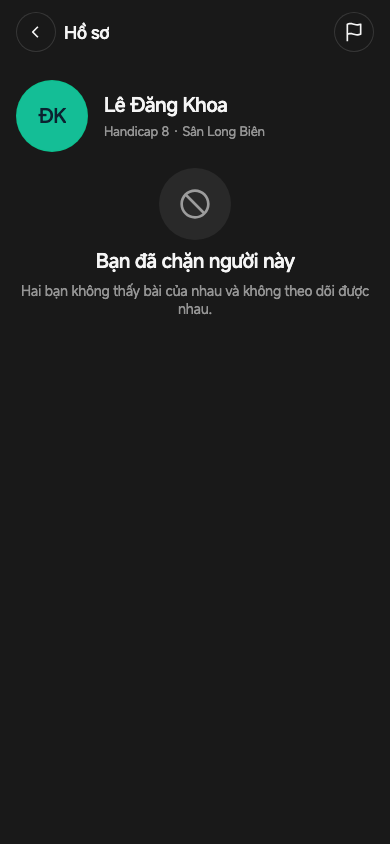 Hồ sơ
ĐK
Lê Đăng Khoa
Handicap 8 · Sân Long Biên
Bạn đã chặn người này
Hai bạn không thấy bài của nhau và không theo dõi được
nhau.